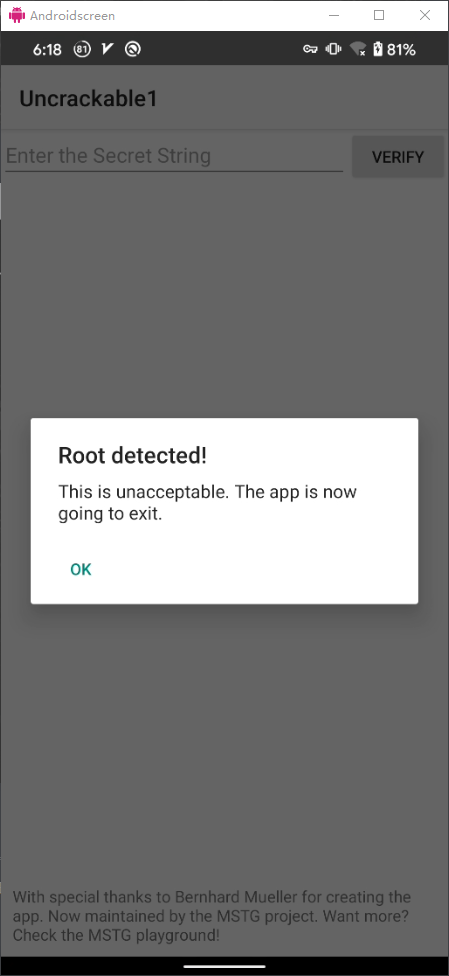 Androidscreen
6:18 81 81%
Uncrackable1
Enter the Secret String VERIFY
Root detected!
This is unacceptable. The app is now
going to exit.
OK
With special thanks to Bernhard Mueller for creating the
app. Now maintained by the MSTG project. Want more?
Check the MSTG playground!